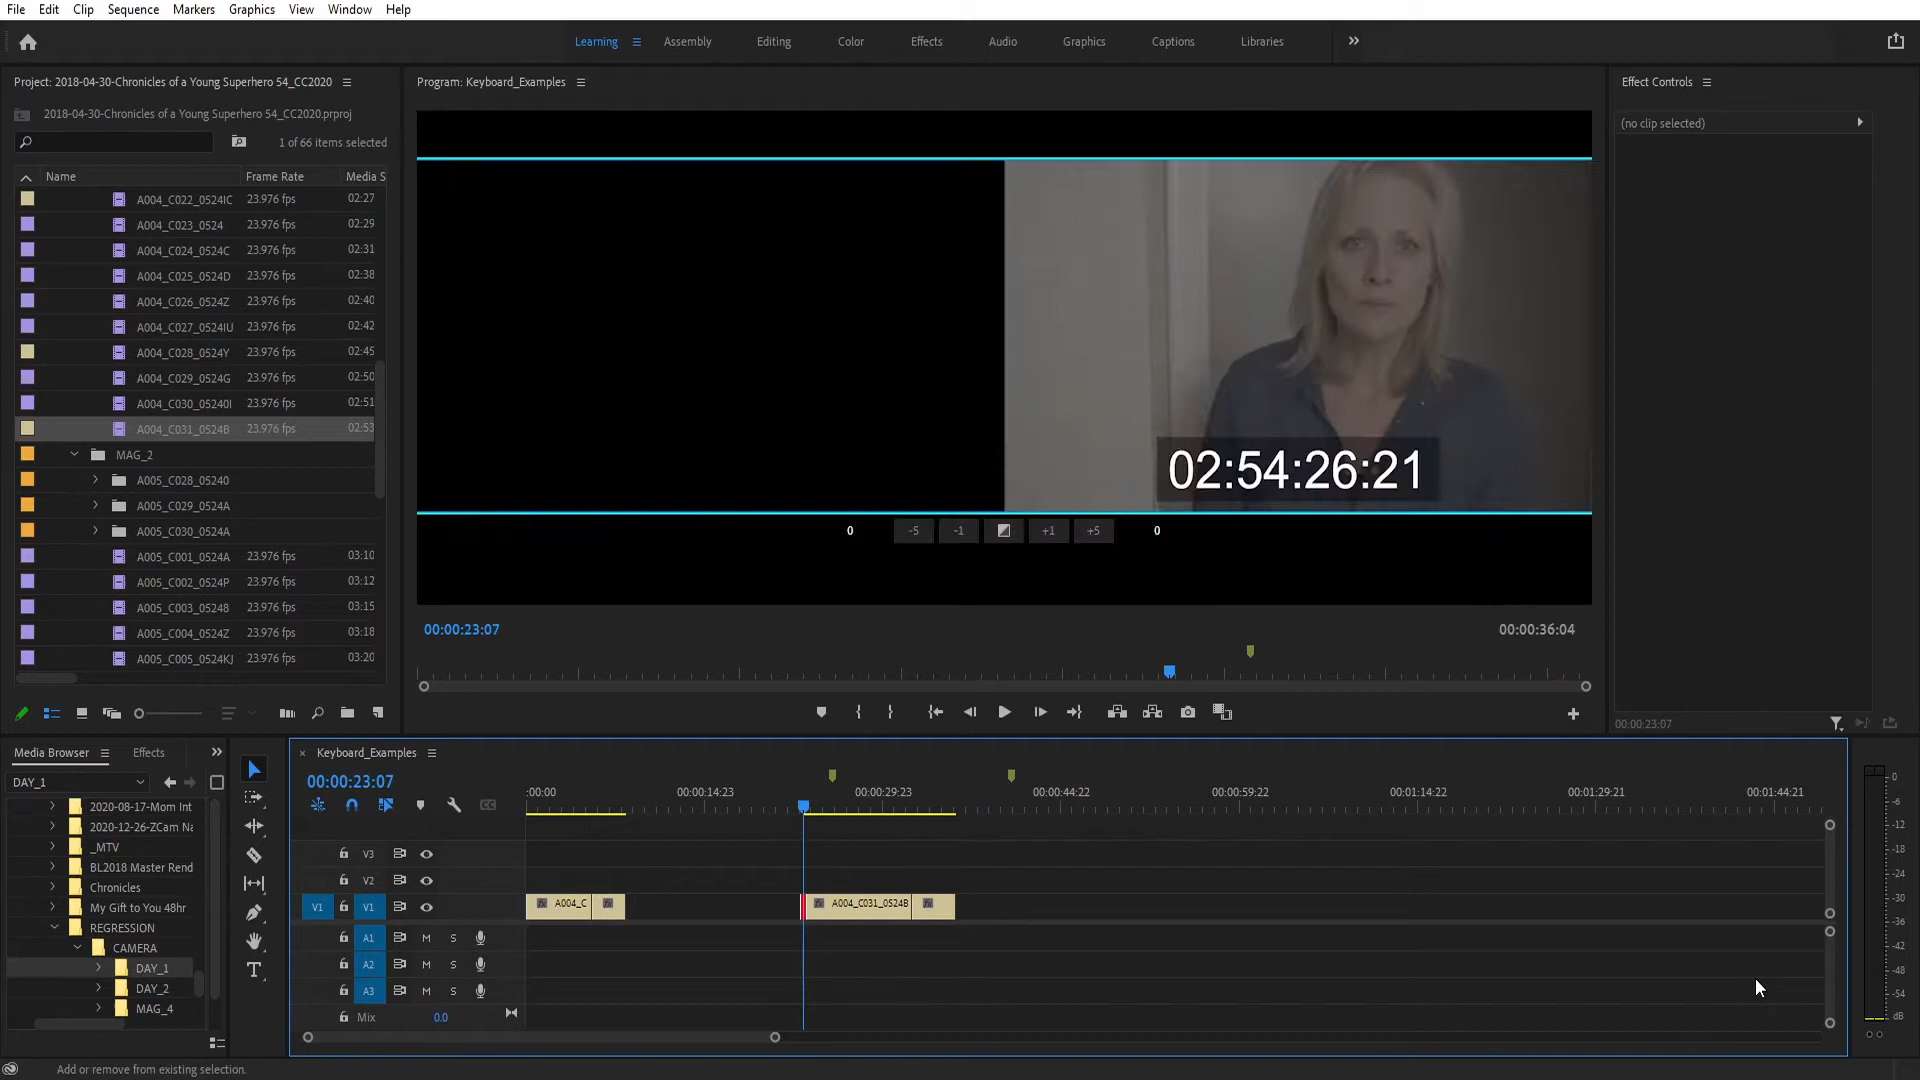 File Edit Clip Sequence Markers Graphics View Window Help
Learning Assembly Editing Color Effects Audio Graphics Captions Libraries
Project: 2018-04-30-Chronicles of a Young Superhero 54_CC2020
2018-04-30-Chronicles of a Young Superhero 54_CC2020.prproj
1 of 66 items selected
Name Frame Rate Media S
A004_C022_0524IC 23.976 fps 02:27
A004_C023_0524 23.976 fps 02:29
A004_C024_0524C 23.976 fps 02:31
A004_C025_0524D 23.976 fps 02:38
A004_C026_0524Z 23.976 fps 02:40
A004_C027_0524IU 23.976 fps 02:42
A004_C028_0524Y 23.976 fps 02:45
A004_C029_0524G 23.976 fps 02:50
A004_C030_0524OI 23.976 fps 02:51
A004_C031_0524B 23.976 fps 02:53
MAG_2
A005_C028_0524O
A005_C029_0524A
A005_C030_0524A
A005_C001_0524A 23.976 fps 03:10
A005_C002_0524P 23.976 fps 03:12
A005_C003_0524B 23.976 fps 03:15
A005_C004_0524Z 23.976 fps 03:18
A005_C005_0524KJ 23.976 fps 03:20
Program: Keyboard_Examples
02:54:26:21
0 -5 -1 +1 +5 0
00:00:23:07 00:00:36:04
Effect Controls
(no clip selected)
00:00:23:07
Media Browser Effects
DAY_1
2020-08-17-Mom Int
2020-12-26-ZCam Na
_MTV
BL2018 Master Rend
Chronicles
My Gift to You 48hr
REGRESSION
CAMERA
DAY_1
DAY_2
MAG_4
Keyboard_Examples
00:00:23:07
:00:00 00:00:14:23 00:00:29:23 00:00:44:22 00:00:59:22 00:01:14:22 00:01:29:21 00:01:44:21
V3
V2
V1 V1
A004_C A004_C031_0524B
A1 M S
A2 M S
A3 M S
Mix 0.0
0
-6
-12
-18
-24
-30
-36
-42
-48
-54
dB
Add or remove from existing selection.